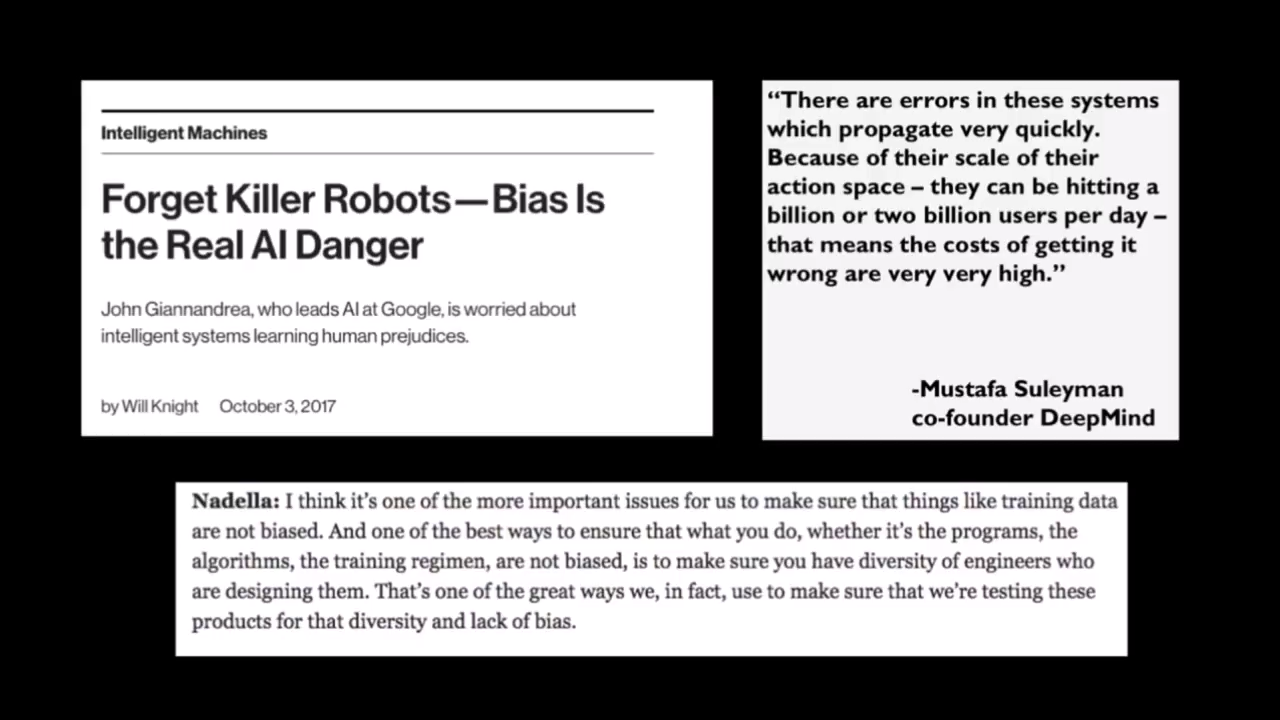 Intelligent Machines
Forget Killer Robots—Bias Is
the Real AI Danger
John Giannandrea, who leads AI at Google, is worried about
intelligent systems learning human prejudices.
by Will Knight October 3, 2017
“There are errors in these systems
which propagate very quickly.
Because of their scale of their
action space – they can be hitting a
billion or two billion users per day –
that means the costs of getting it
wrong are very very high.”
-Mustafa Suleyman
co-founder DeepMind
Nadella: I think it’s one of the more important issues for us to make sure that things like training data
are not biased. And one of the best ways to ensure that what you do, whether it’s the programs, the
algorithms, the training regimen, are not biased, is to make sure you have diversity of engineers who
are designing them. That’s one of the great ways we, in fact, use to make sure that we’re testing these
products for that diversity and lack of bias.